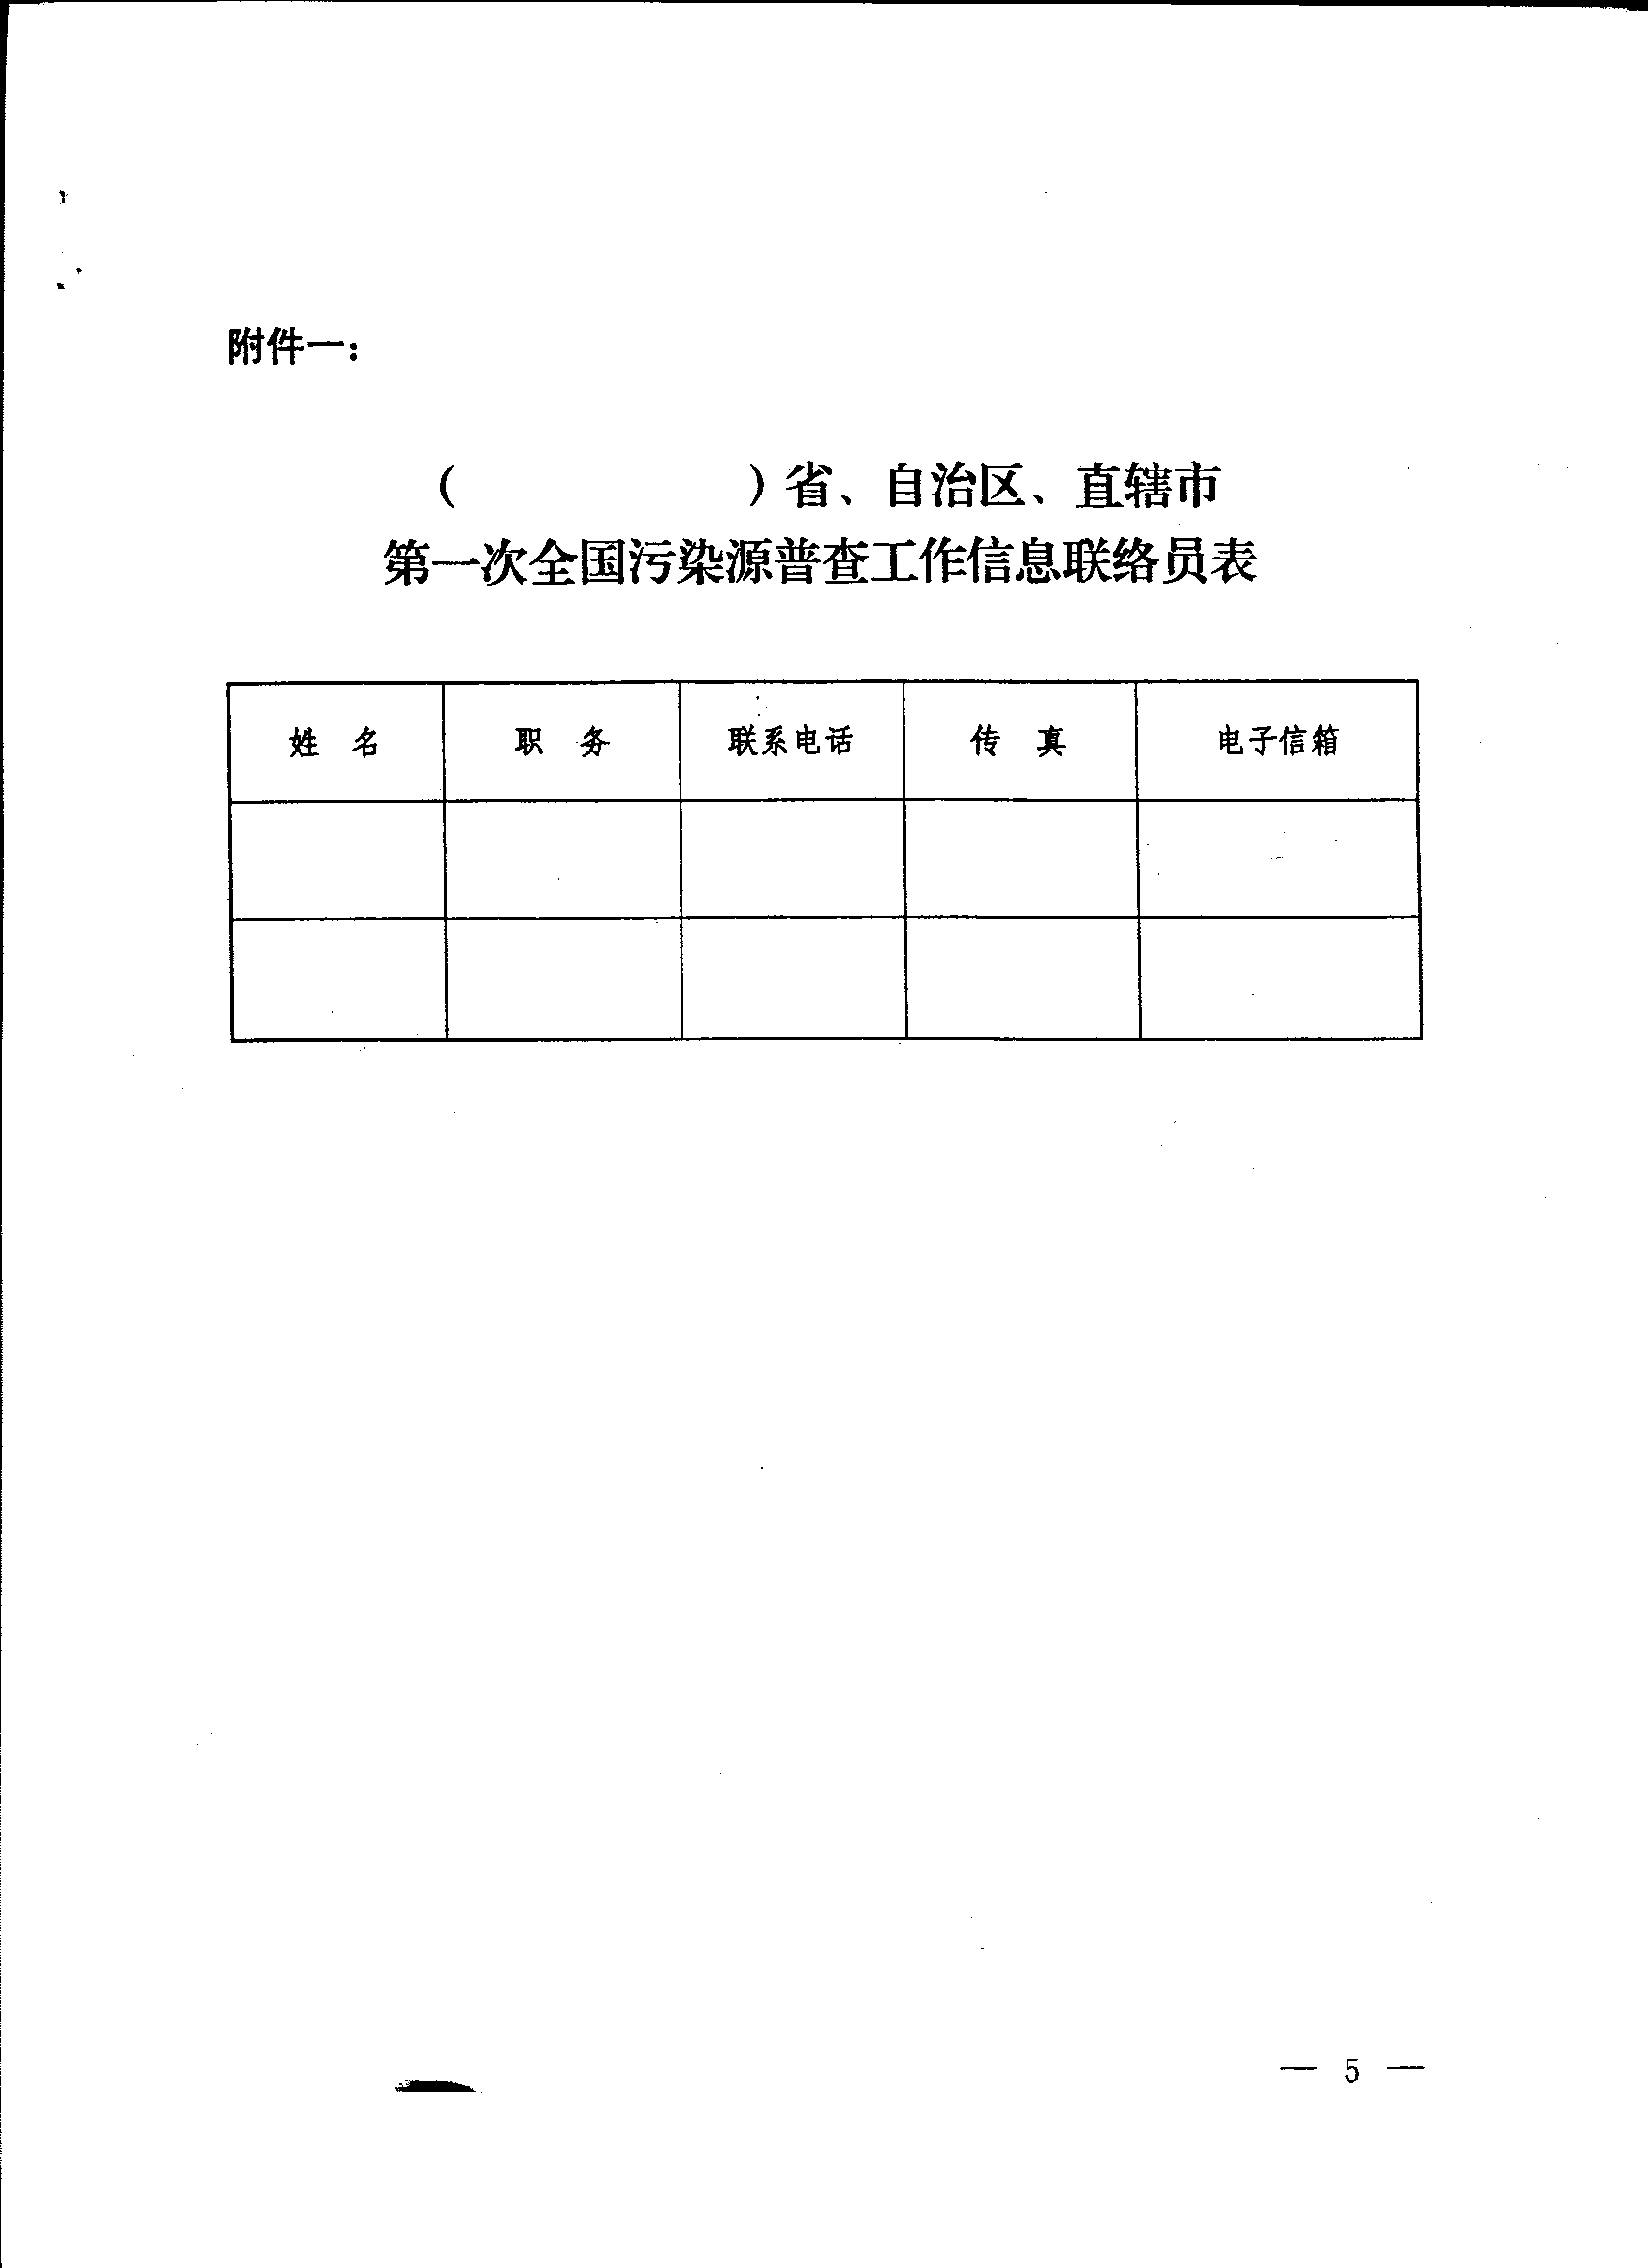 附件一：
（　　　　　　）省、自治区、直辖市
第一次全国污染源普查工作信息联络员表
姓　名　职　务　联系电话　传　真　电子信箱
— 5 —